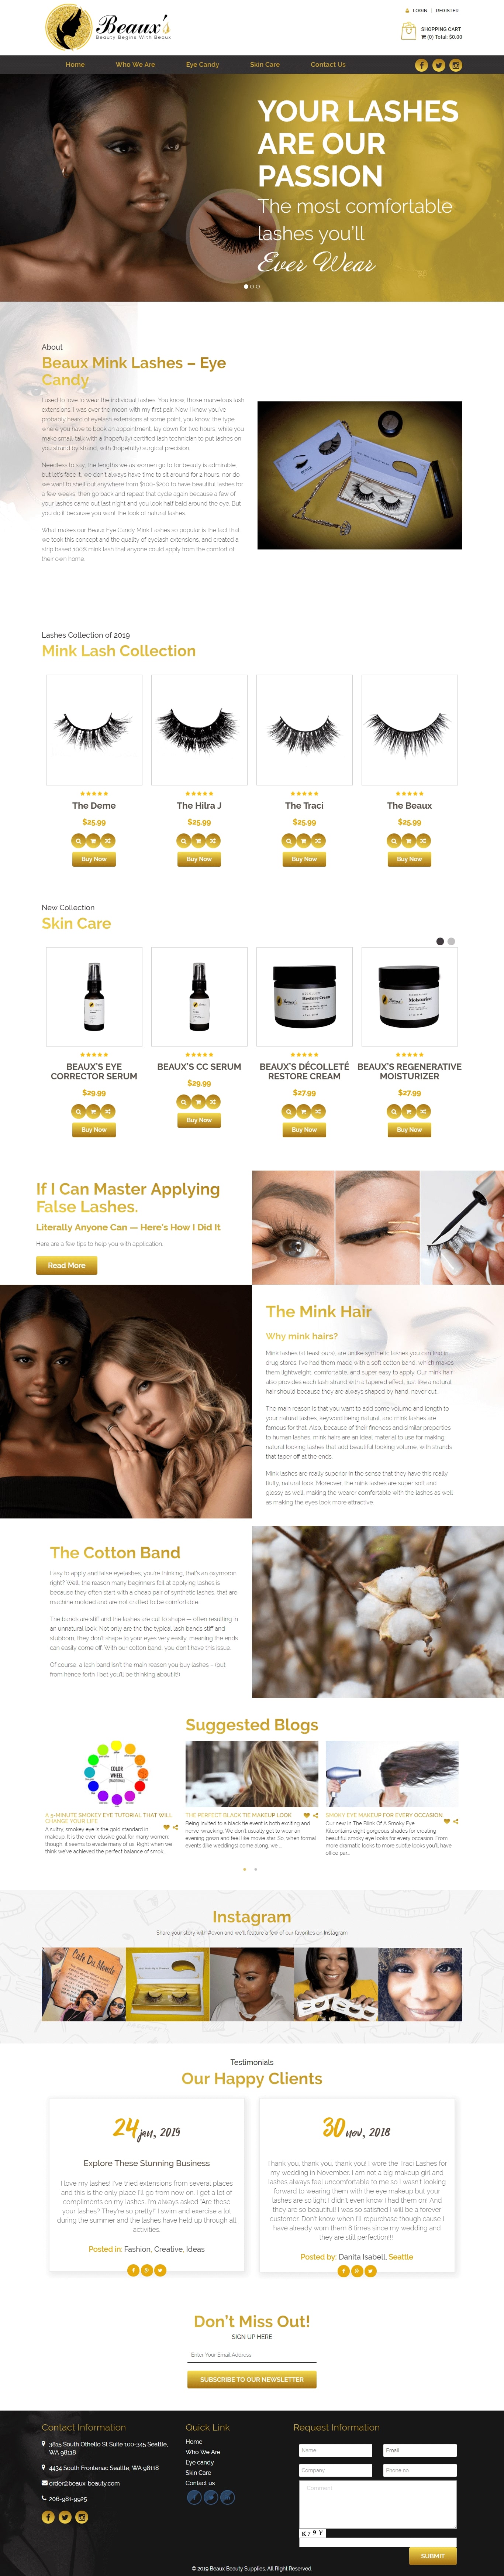 Beaux's
Beauty Begins With Beaux
LOGIN | REGISTER
SHOPPING CART
(0) Total: $0.00
Home Who We Are Eye Candy Skin Care Contact Us
YOUR LASHES
ARE OUR
PASSION
The most comfortable
lashes you'll
Ever Wear
About
Beaux Mink Lashes – Eye
Candy
I used to love to wear the individual lashes. You know, those marvelous lash
extensions. I was over the moon with my first pair. Now I know you've
probably heard of eyelash extensions at some point, you know, the type
where you have to book an appointment, lay down for two hours, while you
make small-talk with a (hopefully) certified lash technician to put lashes on
you strand by strand, with (hopefully) surgical precision.
Needless to say, the lengths we women go to for beauty is admirable,
but let's face it, we don't always have time to sit around for 2 hours, nor do
we want to shell out anywhere from $100-$200 to have beautiful lashes for
a few weeks, then go back and repeat that cycle again because a few of
your lashes came out last night and you look half bald around the eye. But
you do it because you want the look of natural lashes.
What makes our Beaux Eye Candy Mink Lashes so popular is the fact that
we took this concept and the quality of eyelash extensions, and created a
strip based 100% mink lash that anyone could apply from the comfort of
their own home.
Lashes Collection of 2019
Mink Lash Collection
The Deme The Hilra J The Traci The Beaux
$25.99 $25.99 $25.99 $25.99
Buy Now Buy Now Buy Now Buy Now
New Collection
Skin Care
Restore Cream
Moisturizer
BEAUX'S EYE
CORRECTOR SERUM
$29.99
Buy Now
BEAUX'S CC SERUM
$29.99
Buy Now
BEAUX'S DÉCOLLETÉ
RESTORE CREAM
$27.99
Buy Now
BEAUX'S REGENERATIVE
MOISTURIZER
$27.99
Buy Now
If I Can Master Applying
False Lashes.
Literally Anyone Can — Here's How I Did It
Here are a few tips to help you with application.
Read More
The Mink Hair
Why mink hairs?
Mink lashes (at least ours), are unlike synthetic lashes you can find in
drug stores. I've had them made with a soft cotton band, which makes
them lightweight, comfortable, and super easy to apply. Our mink hair
also provides each lash strand with a tapered effect, just like a natural
hair should because they are always shaped by hand, never cut.
The main reason is that you want to add some volume and length to
your natural lashes, keyword being natural, and mink lashes are
famous for that. Also, because of their fineness and similar properties
to human lashes, mink hairs are an ideal material to use for making
natural looking lashes that add beautiful looking volume, with strands
that taper off at the ends.
Mink lashes are really superior in the sense that they have this really
fluffy, natural look. Moreover, the mink lashes are super soft and
glossy as well, making the wearer comfortable with the lashes as well
as making the eyes look more attractive.
The Cotton Band
Easy to apply and false eyelashes, you're thinking, that's an oxymoron
right? Well, the reason many beginners fail at applying lashes is
because they often start with a cheap pair of synthetic lashes, that are
machine molded and are not crafted to be comfortable.
The bands are stiff and the lashes are cut to shape — often resulting in
an unnatural look. Not only are the the typical lash bands stiff and
stubborn, they don't shape to your eyes very easily, meaning the ends
can easily come off. With our cotton band, you don't have this issue.
Of course, a lash band isn't the main reason you buy lashes – (but
from hence forth I bet you'll be thinking about it!)
Suggested Blogs
COLOR
WHEEL
A 5-MINUTE SMOKEY EYE TUTORIAL THAT WILL
CHANGE YOUR LIFE
A sultry, smokey eye is the gold standard in
makeup. It is the ever-elusive goal for many women
though, it seems to evade many of us. Right when we
think we've achieved the perfect balance of smok...
THE PERFECT BLACK TIE MAKEUP LOOK
Being invited to a black tie event is both exciting and
nerve-wracking. We don't usually get to wear an
evening gown and feel like movie star. So, when formal
events (like weddings) come along, we ...
SMOKY EYE MAKEUP FOR EVERY OCCASION
Our new In The Blink Of A Smoky Eye
Kitcontains eight gorgeous shades for creating
beautiful smoky eye looks for every occasion. From
more dramatic looks to more subtle looks you'll have
office par...
Instagram
Share your story with #evon and we's feature a few of our favorites on Instagram
Cafe Du Monde
Testimonials
Our Happy Clients
24 jan, 2019
Explore These Stunning Business
I love my lashes! I've tried extensions from several places
and this is the only place I'll go from now on. I get a lot of
compliments on my lashes. I'm always asked "Are those
your lashes? They're so pretty!" I swim and exercise a lot
during the summer and the lashes have held up through all
activities.
Posted in: Fashion, Creative, Ideas
30 nov, 2018
Thank you, thank you, thank you! I wore the Traci Lashes for
my wedding in November. I am not a big makeup girl and
lashes always feel uncomfortable to me so I wasn't looking
forward to wearing them with the eye makeup but your
lashes are so light I didn't even know I had them on! And
they are so beautiful! I was so satisfied I will be a forever
customer. Don't know when I'll repurchase though cause I
have already worn them 8 times since my wedding and
they are still perfection!!!
Posted by: Danita Isabell, Seattle
Don't Miss Out!
SIGN UP HERE
Enter Your Email Address
SUBSCRIBE TO OUR NEWSLETTER
Contact Information
3815 South Othello St Suite 100-345 Seattle,
WA 98118
4434 South Frontenac Seattle, WA 98118
order@beaux-beauty.com
206-981-9925
Quick Link
Home
Who We Are
Eye candy
Skin Care
Contact us
Request Information
Name Email
Company Phone no
Comment
K79Y
SUBMIT
© 2019 Beaux Beauty Supplies. All Right Reserved.